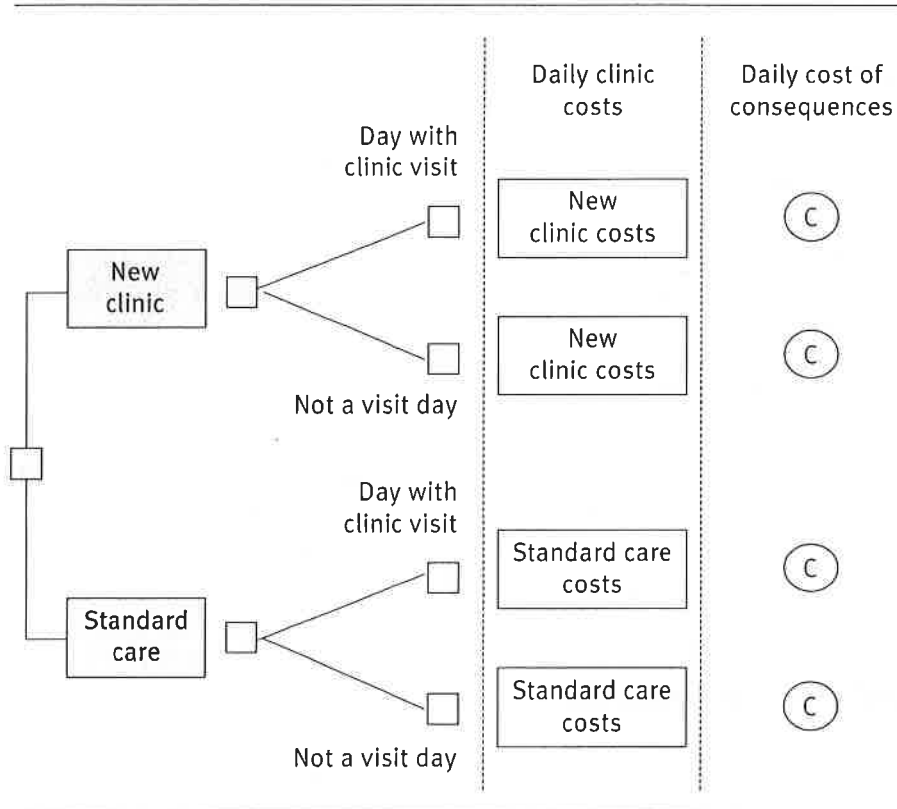 Daily clinic
costs
Daily cost of
consequences
Day with
clinic visit
New
clinic costs
C
New
clinic
New
clinic costs
C
Not a visit day
Day with
clinic visit
Standard care
costs
C
Standard
care
Standard care
costs
C
Not a visit day